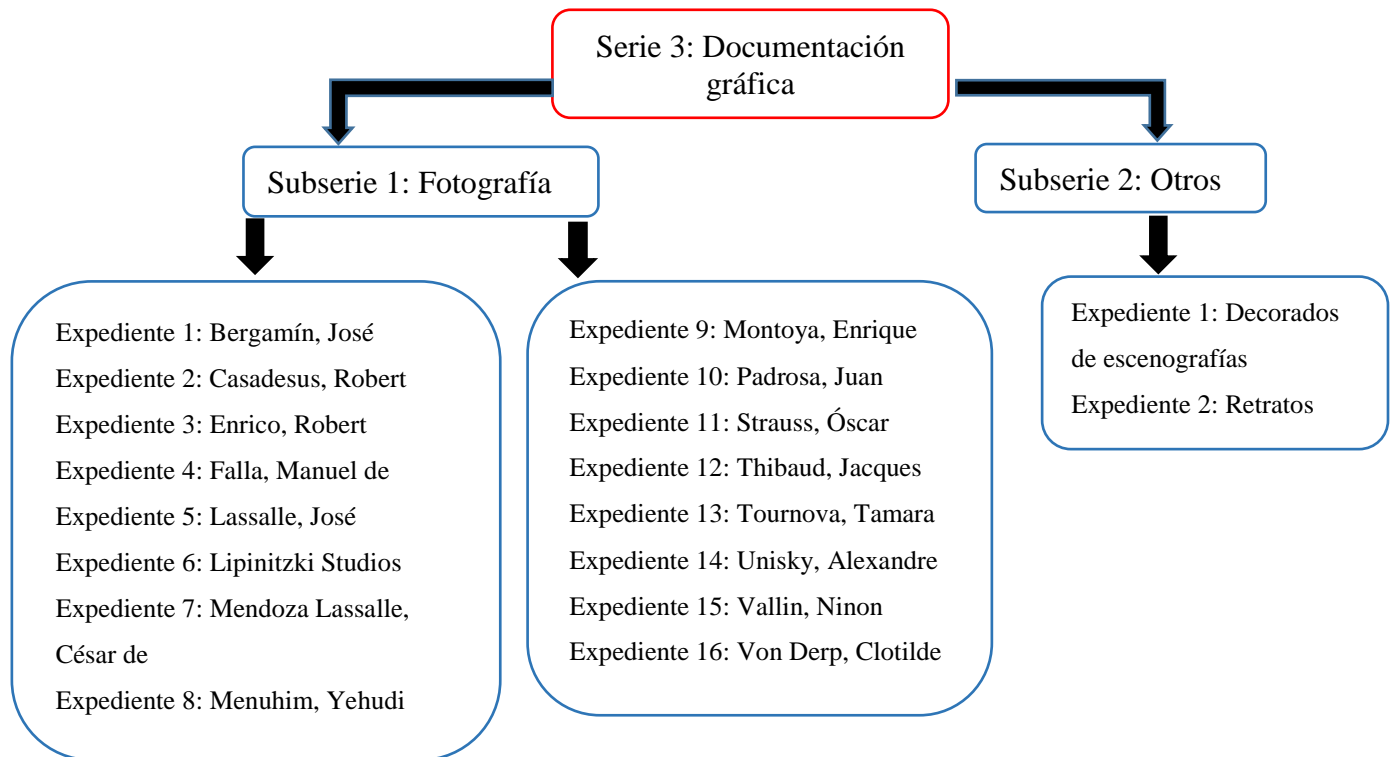 Serie 3: Documentación
gráfica
Subserie 1: Fotografía
Subserie 2: Otros
Expediente 1: Bergamín, José
Expediente 2: Casadesus, Robert
Expediente 3: Enrico, Robert
Expediente 4: Falla, Manuel de
Expediente 5: Lassalle, José
Expediente 6: Lipinitzki Studios
Expediente 7: Mendoza Lassalle,
César de
Expediente 8: Menuhim, Yehudi
Expediente 9: Montoya, Enrique
Expediente 10: Padrosa, Juan
Expediente 11: Strauss, Óscar
Expediente 12: Thibaud, Jacques
Expediente 13: Tournova, Tamara
Expediente 14: Unisky, Alexandre
Expediente 15: Vallin, Ninon
Expediente 16: Von Derp, Clotilde
Expediente 1: Decorados
de escenografías
Expediente 2: Retratos